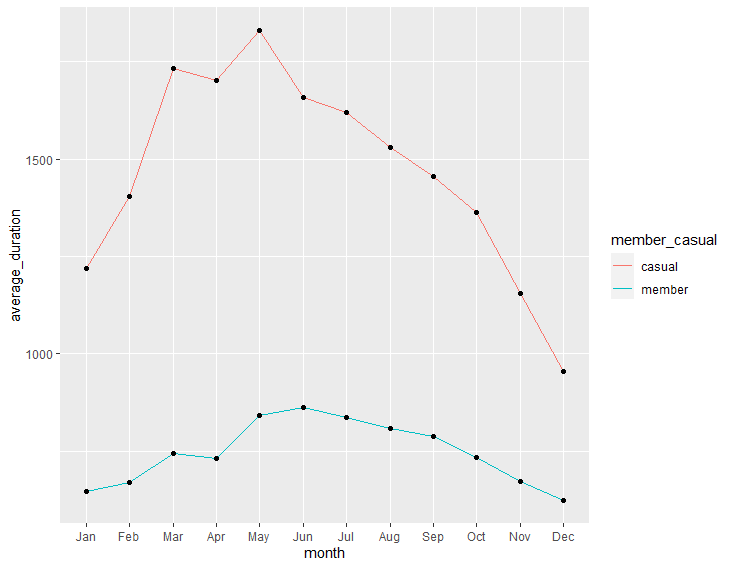 average_duration
1500
1000
Jan Feb Mar Apr May Jun Jul Aug Sep Oct Nov Dec
month
member_casual
casual
member